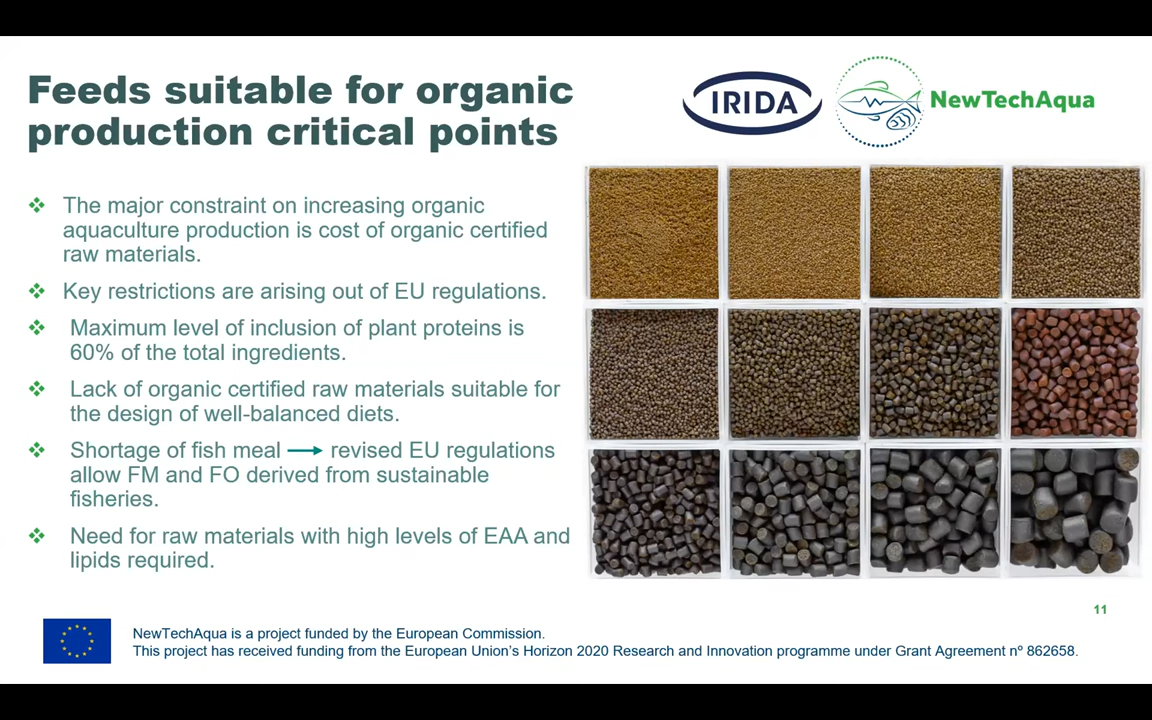 Feeds suitable for organic
production critical points
IRIDA
NewTechAqua
❖ The major constraint on increasing organic
aquaculture production is cost of organic certified
raw materials.
❖ Key restrictions are arising out of EU regulations.
❖ Maximum level of inclusion of plant proteins is
60% of the total ingredients.
❖ Lack of organic certified raw materials suitable for
the design of well-balanced diets.
❖ Shortage of fish meal ⟶ revised EU regulations
allow FM and FO derived from sustainable
fisheries.
❖ Need for raw materials with high levels of EAA and
lipids required.
11
NewTechAqua is a project funded by the European Commission.
This project has received funding from the European Union's Horizon 2020 Research and Innovation programme under Grant Agreement nº 862658.